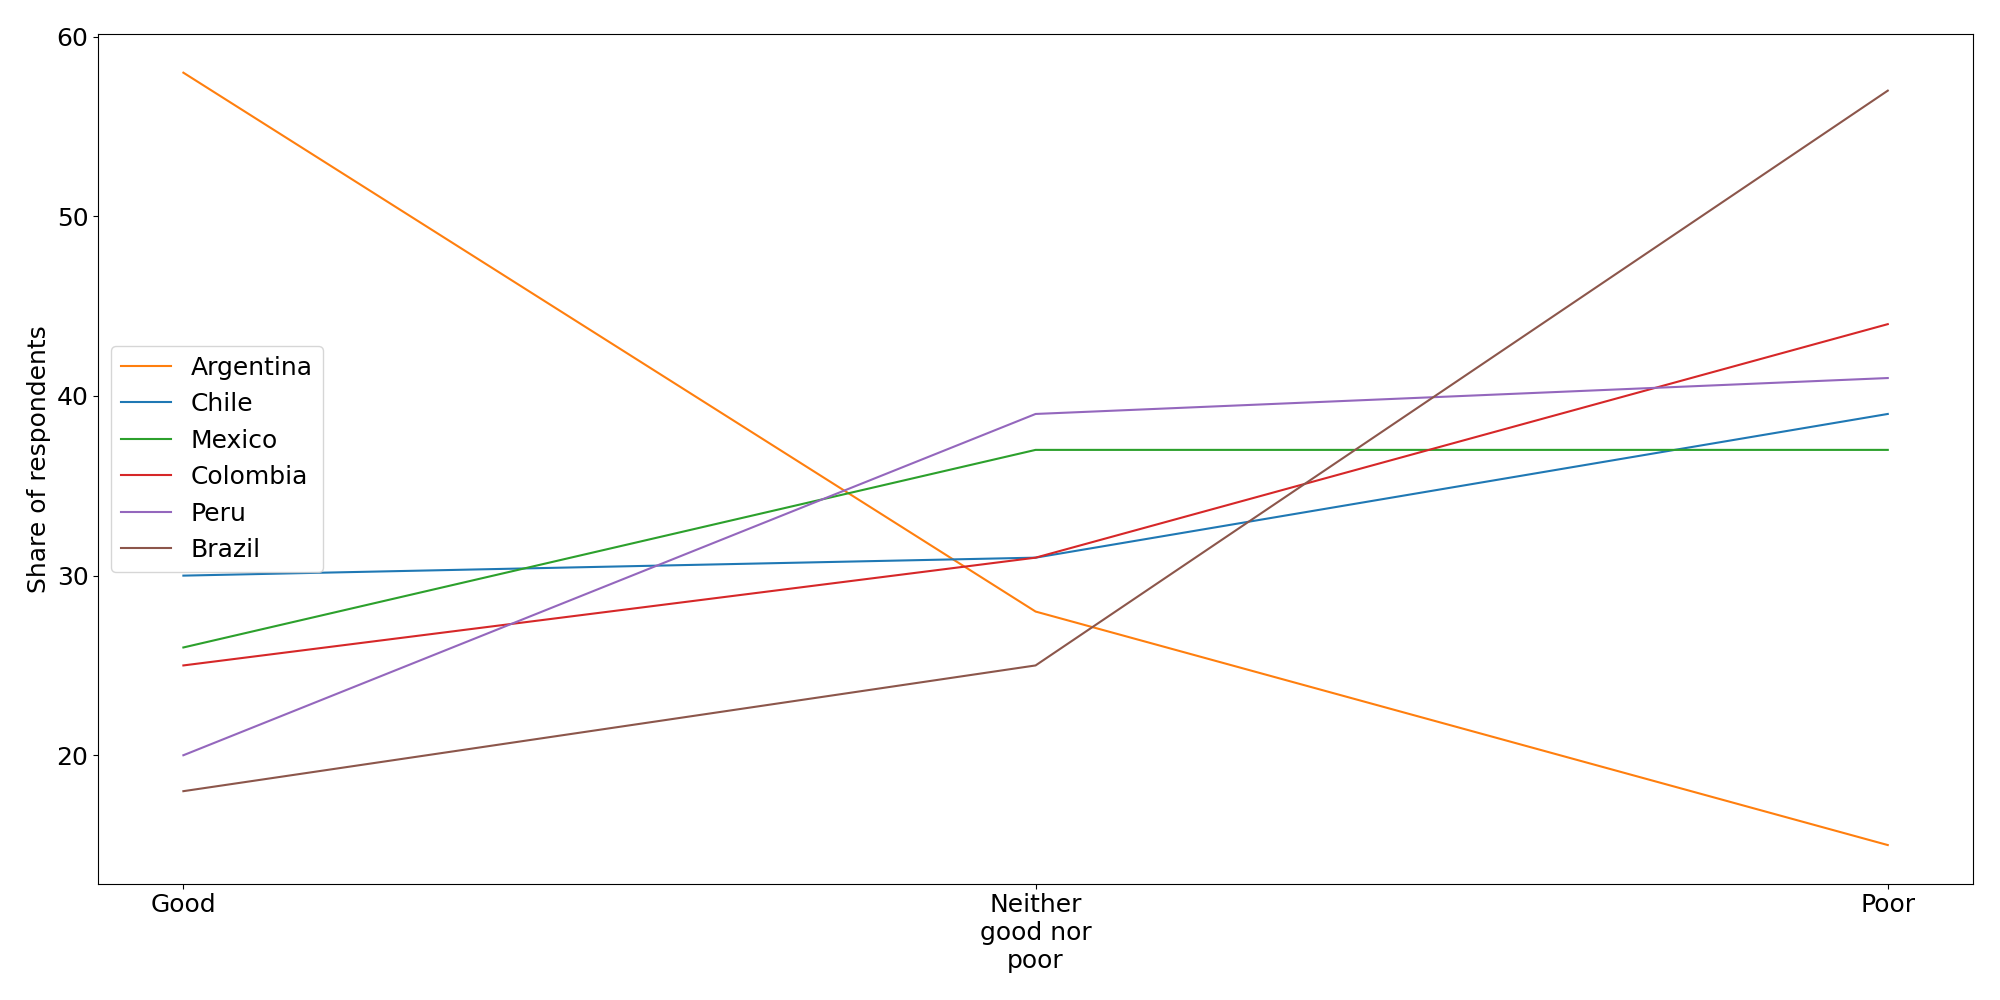 Share of respondents
60
50
40
30
20
Argentina
Chile
Mexico
Colombia
Peru
Brazil
Good
Neither
good nor
poor
Poor